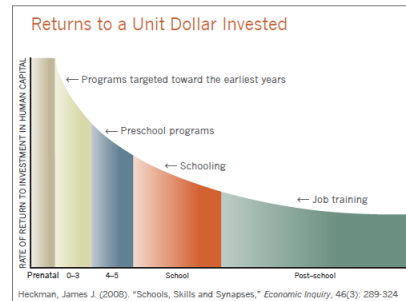 Returns to a Unit Dollar Invested
RATE OF RETURN TO INVESTMENT IN HUMAN CAPITAL
← Programs targeted toward the earliest years
← Preschool programs
← Schooling
← Job training
Prenatal 0–3 4–5 School Post-school
Heckman, James J. (2008). "Schools, Skills and Synapses," Economic Inquiry, 46(3): 289-324